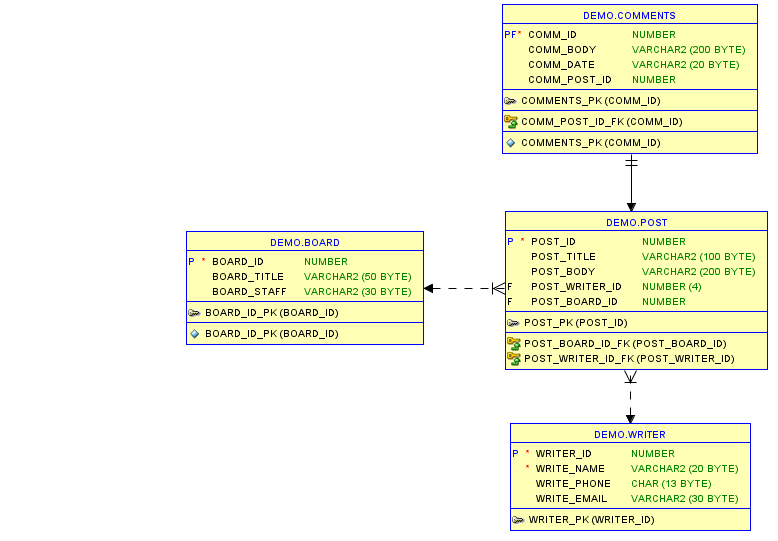 DEMO.COMMENTS
PF* COMM_ID NUMBER
COMM_BODY VARCHAR2 (200 BYTE)
COMM_DATE VARCHAR2 (20 BYTE)
COMM_POST_ID NUMBER
COMMENTS_PK (COMM_ID)
COMM_POST_ID_FK (COMM_ID)
COMMENTS_PK (COMM_ID)
DEMO.POST
P * POST_ID NUMBER
POST_TITLE VARCHAR2 (100 BYTE)
POST_BODY VARCHAR2 (200 BYTE)
F POST_WRITER_ID NUMBER (4)
F POST_BOARD_ID NUMBER
POST_PK (POST_ID)
POST_BOARD_ID_FK (POST_BOARD_ID)
POST_WRITER_ID_FK (POST_WRITER_ID)
DEMO.BOARD
P * BOARD_ID NUMBER
BOARD_TITLE VARCHAR2 (50 BYTE)
BOARD_STAFF VARCHAR2 (30 BYTE)
BOARD_ID_PK (BOARD_ID)
BOARD_ID_PK (BOARD_ID)
DEMO.WRITER
P * WRITER_ID NUMBER
* WRITE_NAME VARCHAR2 (20 BYTE)
WRITE_PHONE CHAR (13 BYTE)
WRITE_EMAIL VARCHAR2 (30 BYTE)
WRITER_PK (WRITER_ID)